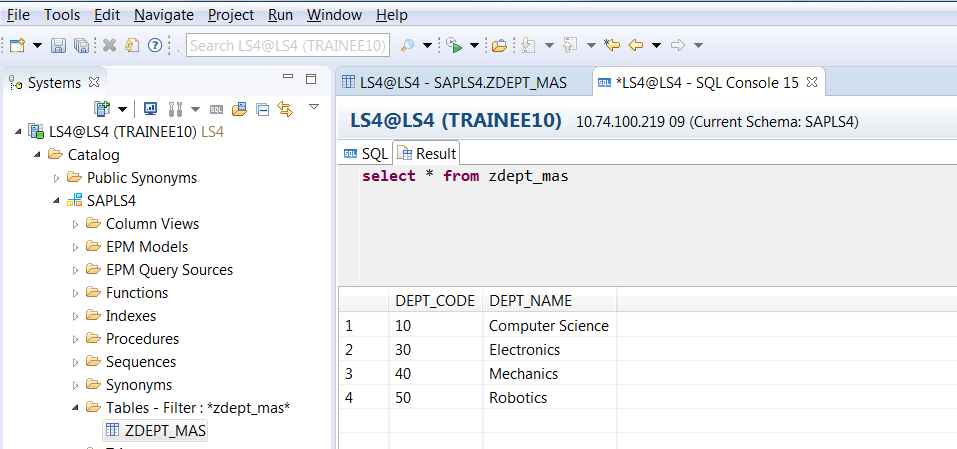 File Tools Edit Navigate Project Run Window Help
Search LS4@LS4 (TRAINEE10)
Systems
LS4@LS4 (TRAINEE10) LS4
Catalog
Public Synonyms
SAPLS4
Column Views
EPM Models
EPM Query Sources
Functions
Indexes
Procedures
Sequences
Synonyms
Tables - Filter : *zdept_mas*
ZDEPT_MAS
LS4@LS4 - SAPLS4.ZDEPT_MAS
*LS4@LS4 - SQL Console 15
LS4@LS4 (TRAINEE10) 10.74.100.219 09 (Current Schema: SAPLS4)
SQL SQL Result
select * from zdept_mas
DEPT_CODE DEPT_NAME
1 10 Computer Science
2 30 Electronics
3 40 Mechanics
4 50 Robotics